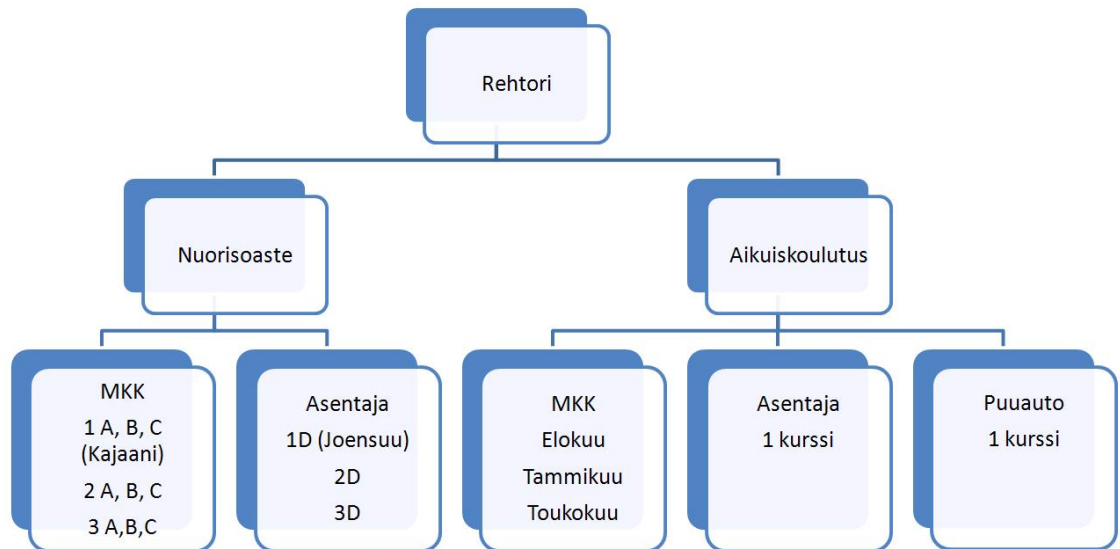 Rehtori
Nuorisoaste
Aikuiskoulutus
MKK
1 A, B, C
(Kajaani)
2 A, B, C
3 A,B,C
Asentaja
1D (Joensuu)
2D
3D
MKK
Elokuu
Tammikuu
Toukokuu
Asentaja
1 kurssi
Puuauto
1 kurssi